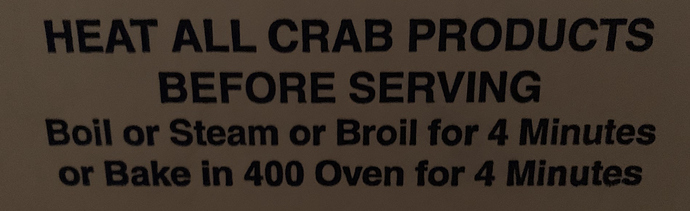 HEAT ALL CRAB PRODUCTS
BEFORE SERVING
Boil or Steam or Broil for 4 Minutes
or Bake in 400 Oven for 4 Minutes